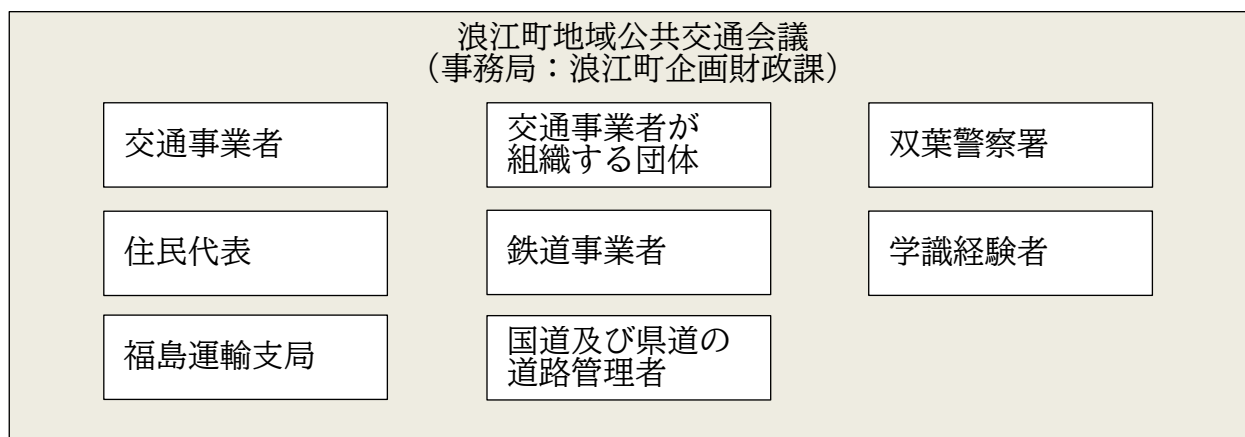 浪江町地域公共交通会議
（事務局：浪江町企画財政課）
交通事業者
交通事業者が
組織する団体
双葉警察署
住民代表
鉄道事業者
学識経験者
福島運輸支局
国道及び県道の
道路管理者